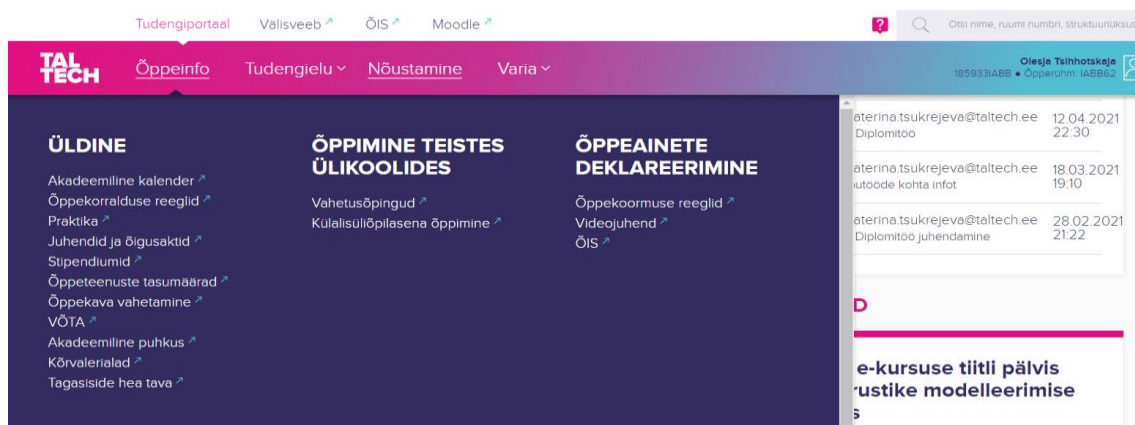 Tudengiportaal Välisveeb ÕIS Moodle
? Otsi nime, ruumi numbri, struktuuriüksus
TAL
TECH
Õppeinfo Tudengielu Nõustamine Varia
Olesja Tsihhotskaja
185933IABB • Õpperühm: IABB62
ÜLDINE
Akadeemiline kalender
Õppekorralduse reeglid
Praktika
Juhendid ja õigusaktid
Stipendiumid
Õppeteenuste tasumäärad
Õppekava vahetamine
VÕTA
Akadeemiline puhkus
Kõrvalerialad
Tagasiside hea tava
ÕPPIMINE TEISTES
ÜLIKOOLIDES
Vahetusõpingud
Külalisüliõpilasena õppimine
ÕPPEAINETE
DEKLAREERIMINE
Õppekoormuse reeglid
Videojuhend
ÕIS
aterina.tsukrejeva@taltech.ee 12.04.2021
Diplomitöö 22:30
aterina.tsukrejeva@taltech.ee 18.03.2021
utööde kohta infot 19:10
aterina.tsukrejeva@taltech.ee 28.02.2021
Diplomitöö juhendamine 21:22
D
e-kursuse tiitli pälvis
rustike modelleerimise
s